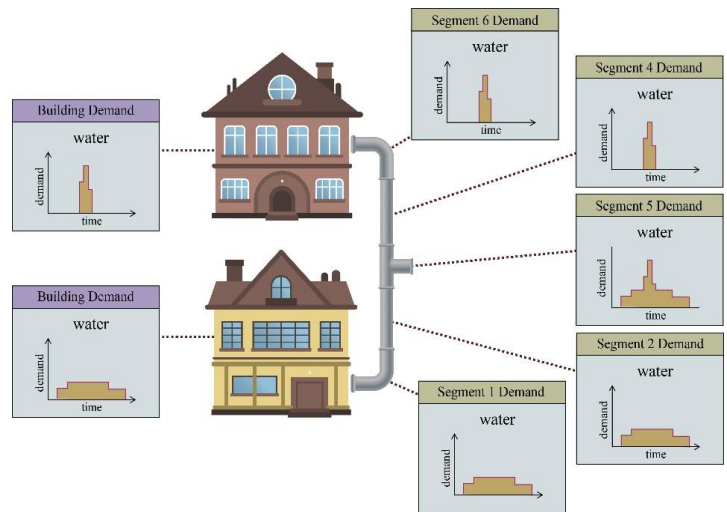 Segment 6 Demand
water
demand
time
Segment 4 Demand
water
demand
time
Building Demand
water
demand
time
Segment 5 Demand
water
demand
time
Building Demand
water
demand
time
Segment 2 Demand
water
demand
time
Segment 1 Demand
water
demand
time